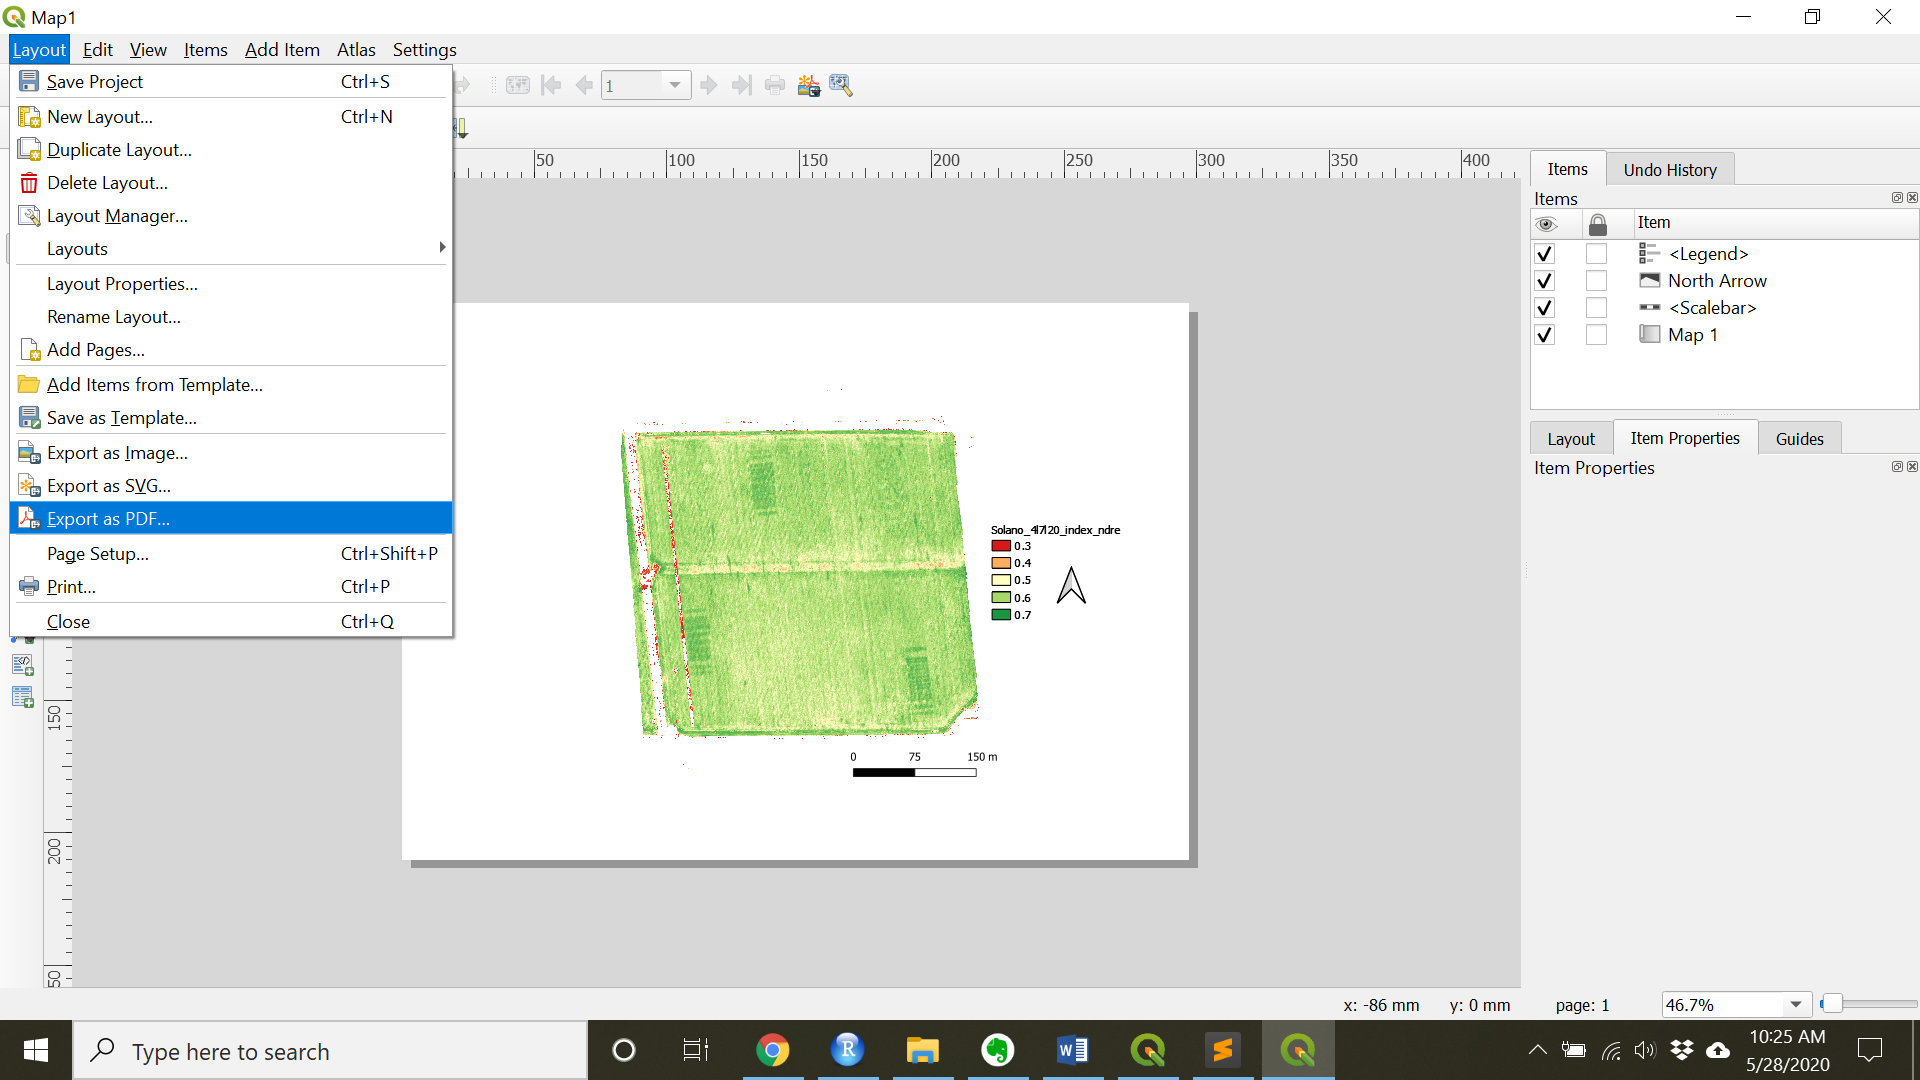 Map1
Layout Edit View Items Add Item Atlas Settings
Save Project Ctrl+S
New Layout... Ctrl+N
Duplicate Layout...
Delete Layout...
Layout Manager...
Layouts
Layout Properties...
Rename Layout...
Add Pages...
Add Items from Template...
Save as Template...
Export as Image...
Export as SVG...
Export as PDF...
Page Setup... Ctrl+Shift+P
Print... Ctrl+P
Close Ctrl+Q
1
50 100 150 200 250 300 350 400
150
200
50
Solano_4l7l20_index_ndre
0.3
0.4
0.5
0.6
0.7
0 75 150 m
Items Undo History
Items
Item
<Legend>
North Arrow
<Scalebar>
Map 1
Layout Item Properties Guides
Item Properties
x: -86 mm y: 0 mm page: 1 46.7%
Type here to search
R
W
10:25 AM
5/28/2020